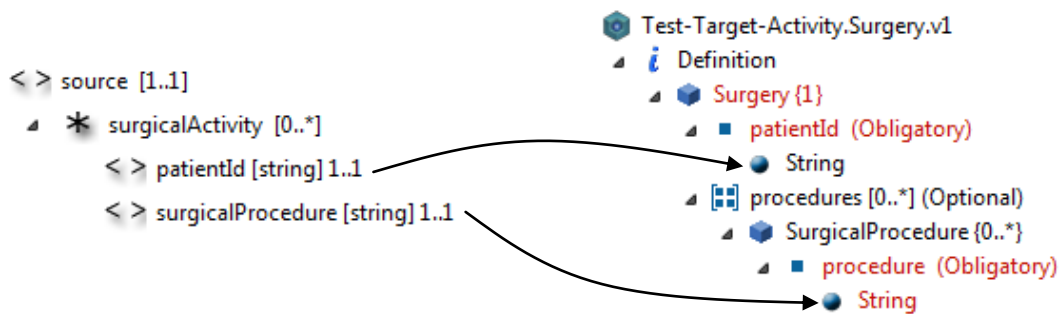 < > source [1..1]
* surgicalActivity [0..*]
< > patientId [string] 1..1
< > surgicalProcedure [string] 1..1
Test-Target-Activity.Surgery.v1
i Definition
Surgery {1}
patientId (Obligatory)
String
procedures [0..*] (Optional)
SurgicalProcedure {0..*}
procedure (Obligatory)
String